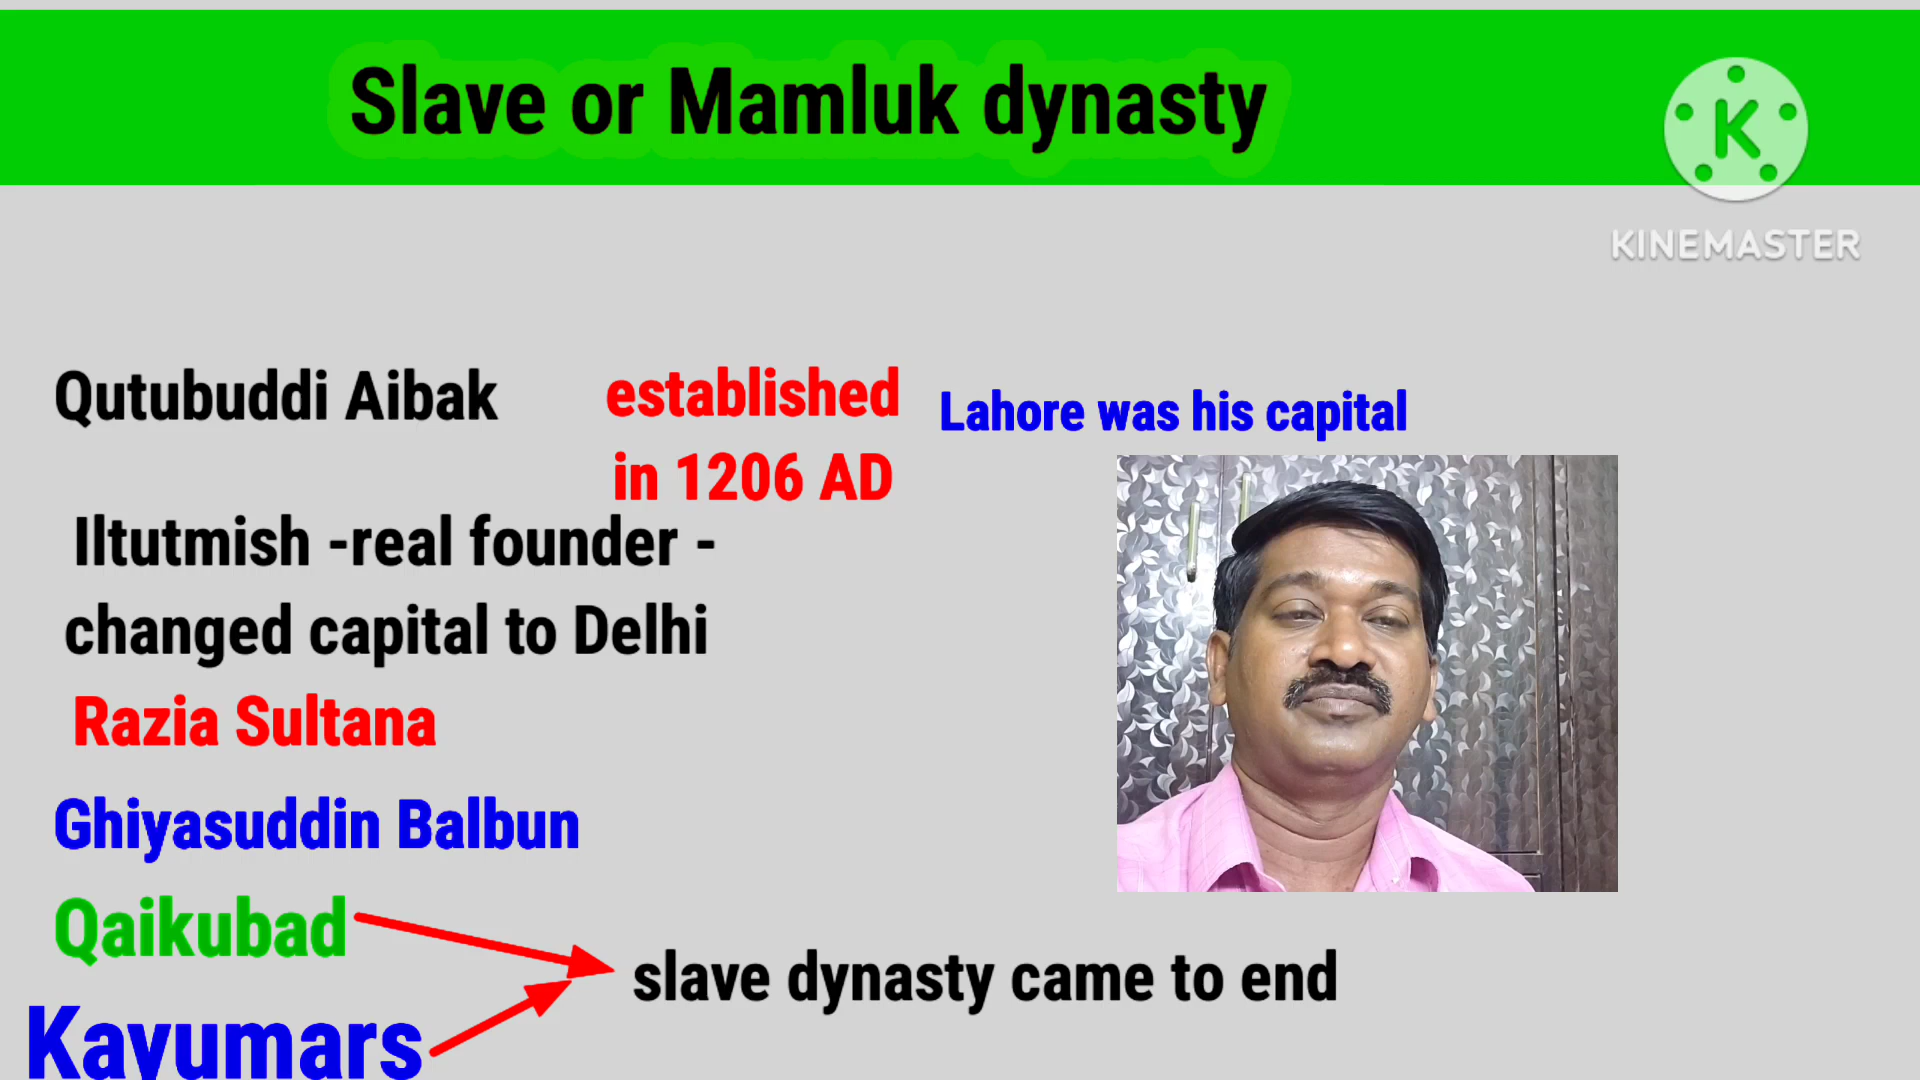 Slave or Mamluk dynasty
K
KINEMASTER
Qutubuddi Aibak
established
in 1206 AD
Lahore was his capital
Iltutmish -real founder -
changed capital to Delhi
Razia Sultana
Ghiyasuddin Balbun
Qaikubad
slave dynasty came to end
Kayumars